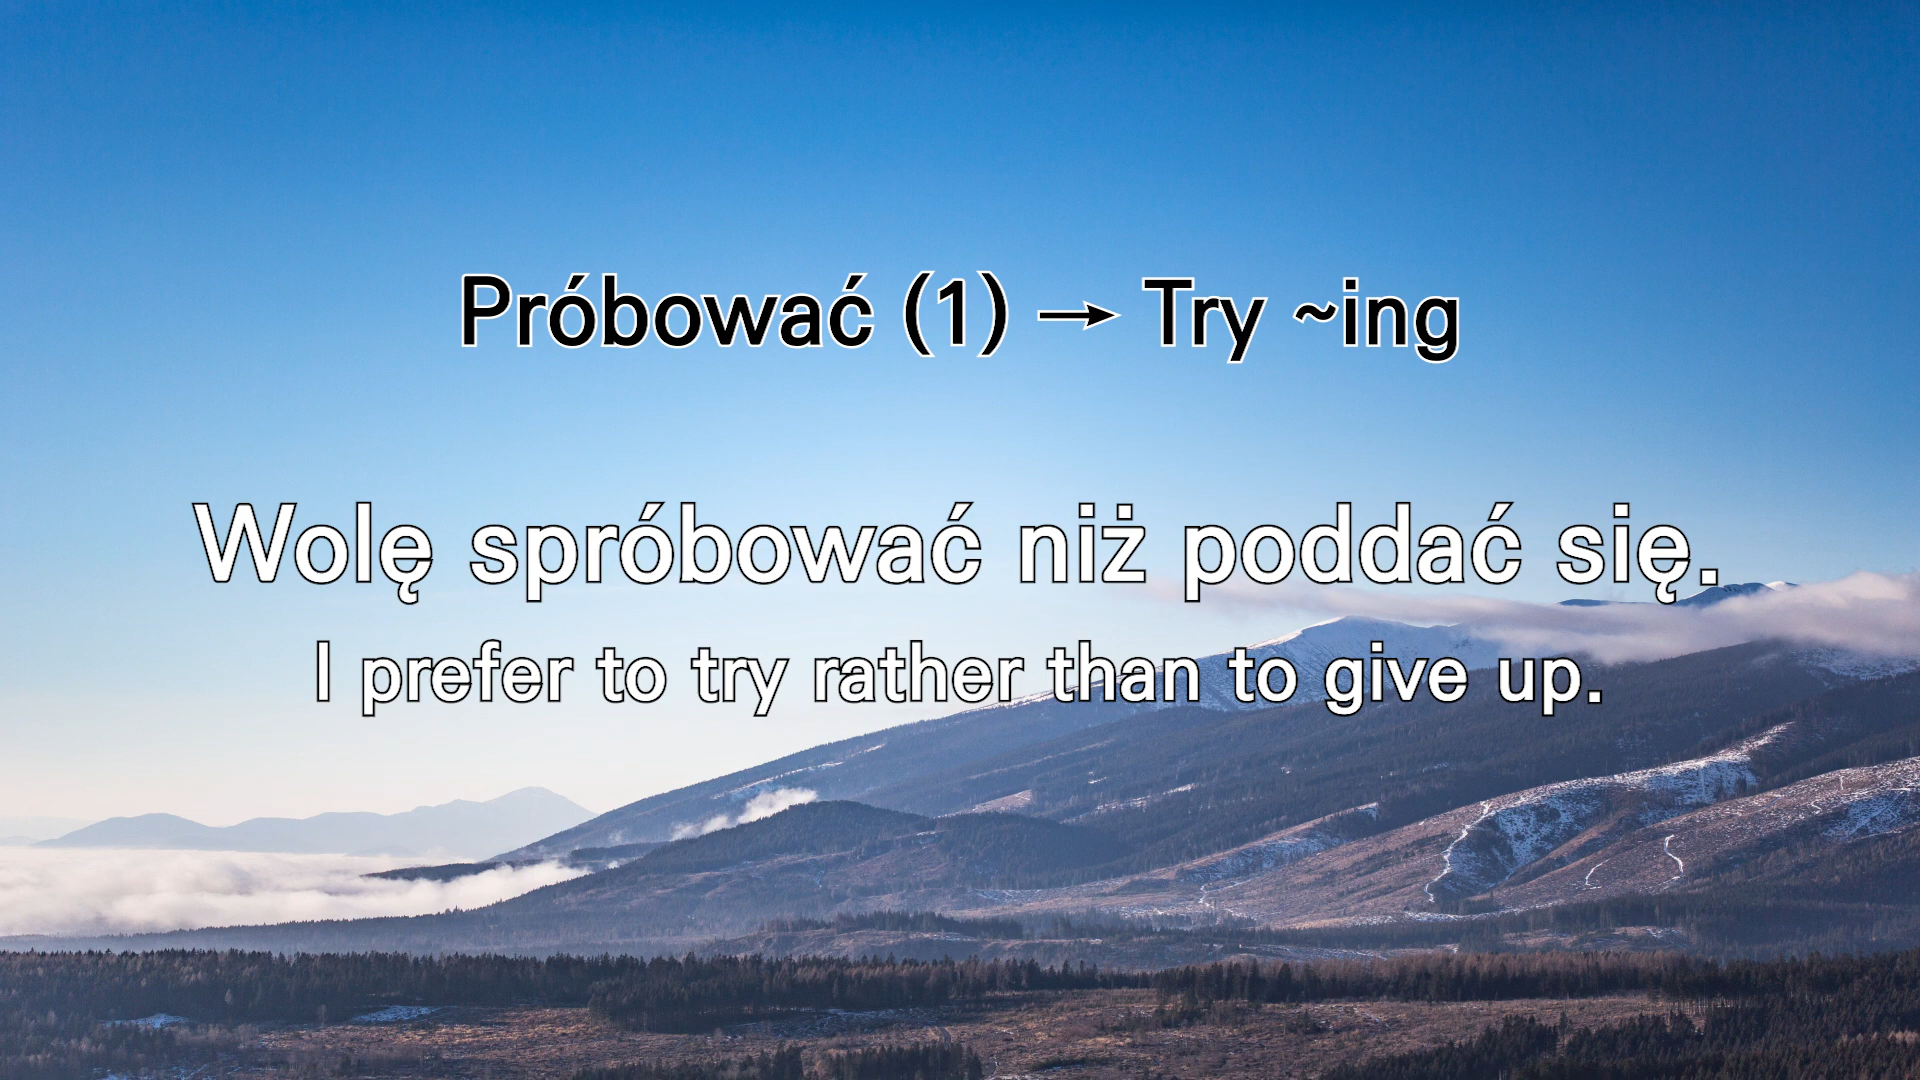 Próbować (1) → Try ~ing
Wolę spróbować niż poddać się.
I prefer to try rather than to give up.